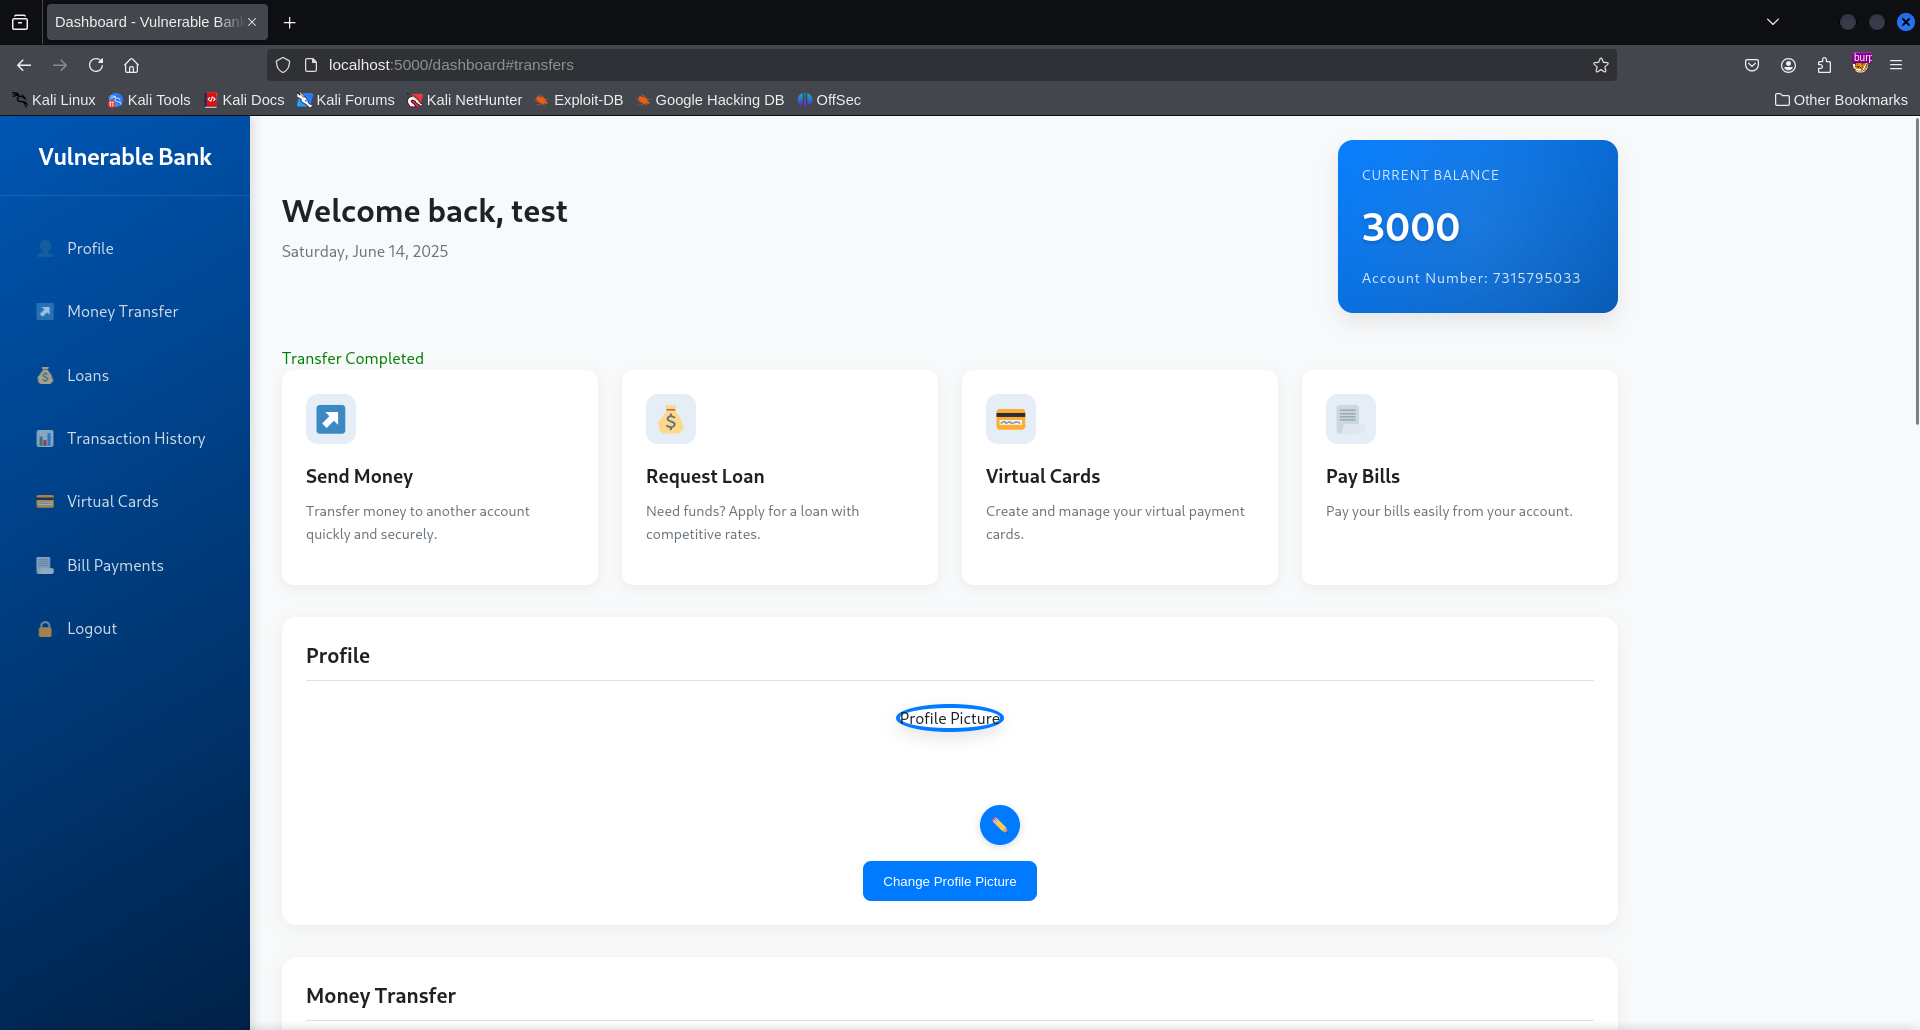 Dashboard - Vulnerable Bank
localhost:5000/dashboard#transfers
burp
Kali Linux Kali Tools Kali Docs Kali Forums Kali NetHunter Exploit-DB Google Hacking DB OffSec Other Bookmarks
Vulnerable Bank
Profile
Money Transfer
Loans
Transaction History
Virtual Cards
Bill Payments
Logout
Welcome back, test
Saturday, June 14, 2025
CURRENT BALANCE
3000
Account Number: 7315795033
Transfer Completed
Send Money
Transfer money to another account
quickly and securely.
Request Loan
Need funds? Apply for a loan with
competitive rates.
Virtual Cards
Create and manage your virtual payment
cards.
Pay Bills
Pay your bills easily from your account.
Profile
Profile Picture
Change Profile Picture
Money Transfer